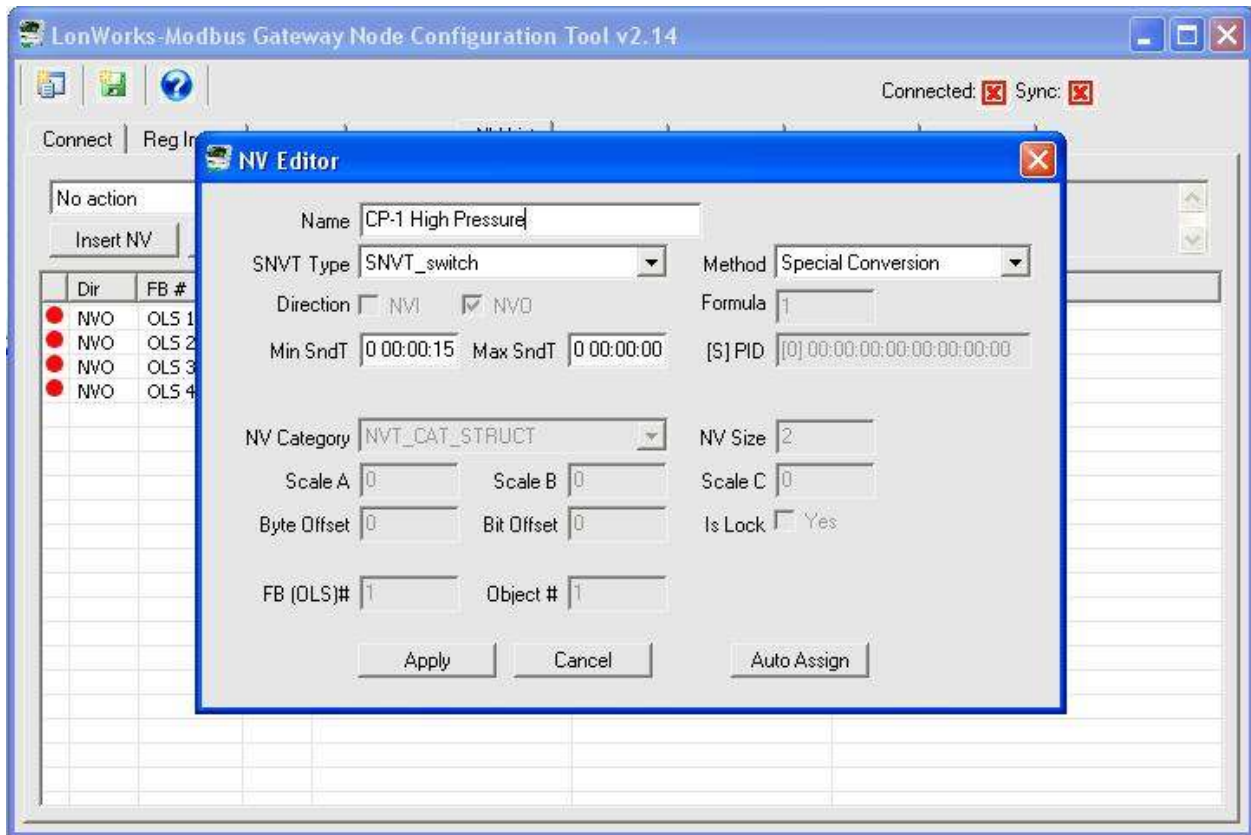 LonWorks-Modbus Gateway Node Configuration Tool v2.14
Connected: Sync:
Connect Reg
No action
Insert NV
Dir FB #
NVO OLS 1
NVO OLS 2
NVO OLS 3
NVO OLS 4
NV Editor
Name CP-1 High Pressure
SNVT Type SNVT_switch Method Special Conversion
Direction NVI NVO Formula 1
Min SndT 0 00:00:15 Max SndT 0 00:00:00 [S] PID [0] 00:00:00:00:00:00:00:00
NV Category NVT_CAT_STRUCT NV Size 2
Scale A 0 Scale B 0 Scale C 0
Byte Offset 0 Bit Offset 0 Is Lock Yes
FB (OLS)# 1 Object # 1
Apply Cancel Auto Assign